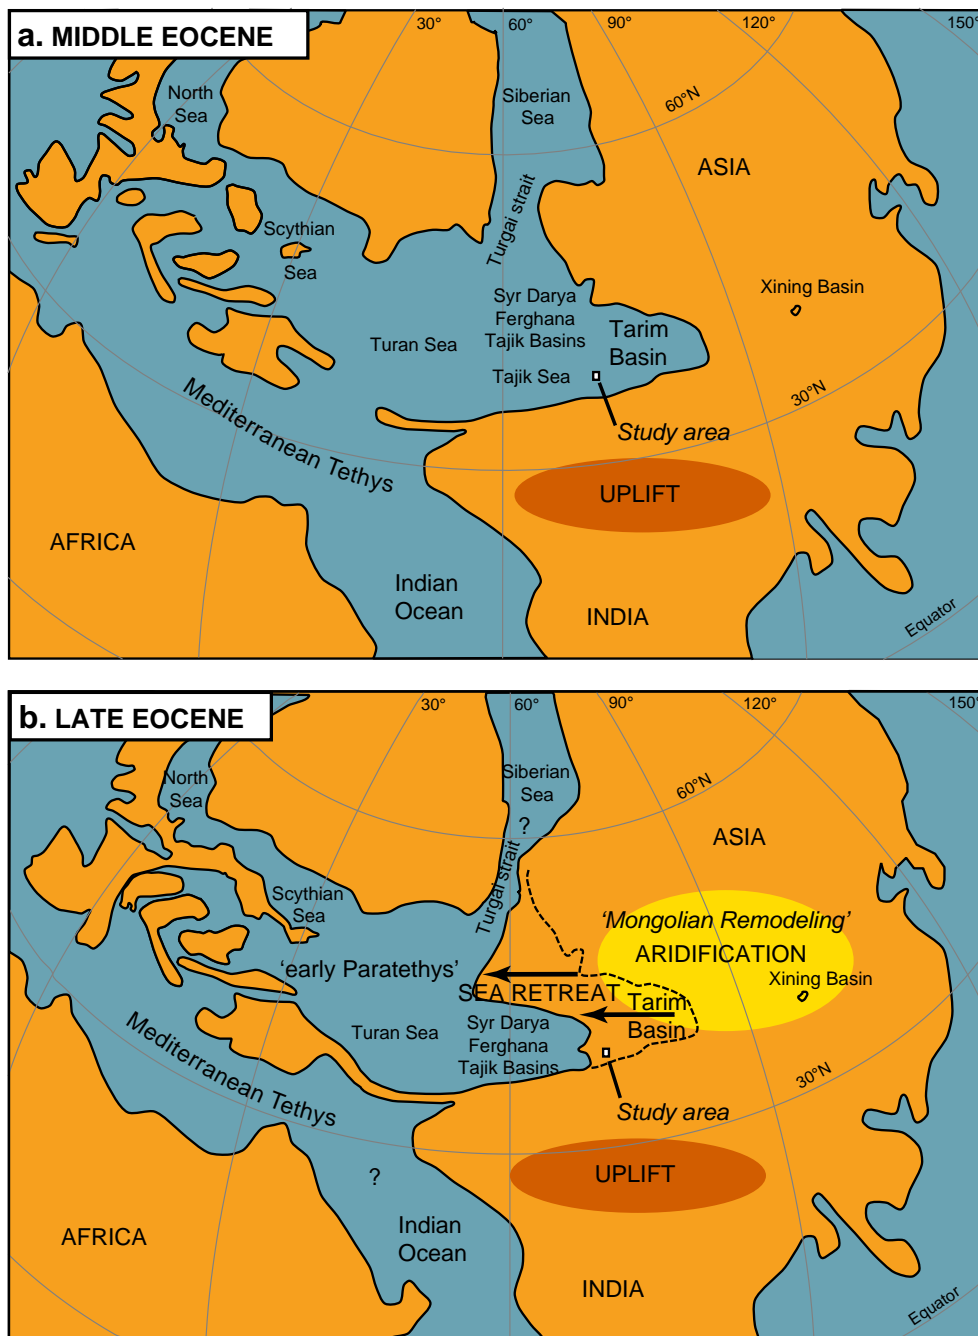 a. MIDDLE EOCENE
30°
60°
90°
120°
150°
North
Sea
Siberian
Sea
60°N
ASIA
Turgai strait
Scythian
Sea
Xining Basin
Syr Darya
Ferghana
Tajik Basins
Tarim
Basin
Turan Sea
Tajik Sea
30°N
Mediterranean Tethys
Study area
UPLIFT
AFRICA
Indian
Ocean
INDIA
Equator
b. LATE EOCENE
30°
60°
90°
120°
150°
North
Sea
Siberian
Sea
?
60°N
ASIA
Turgai strait
Scythian
Sea
'Mongolian Remodeling'
ARIDIFICATION
'early Paratethys'
Xining Basin
SEA RETREAT
Tarim
Basin
Turan Sea
Syr Darya
Ferghana
Tajik Basins
30°N
Mediterranean Tethys
Study area
?
UPLIFT
AFRICA
Indian
Ocean
INDIA
Equator